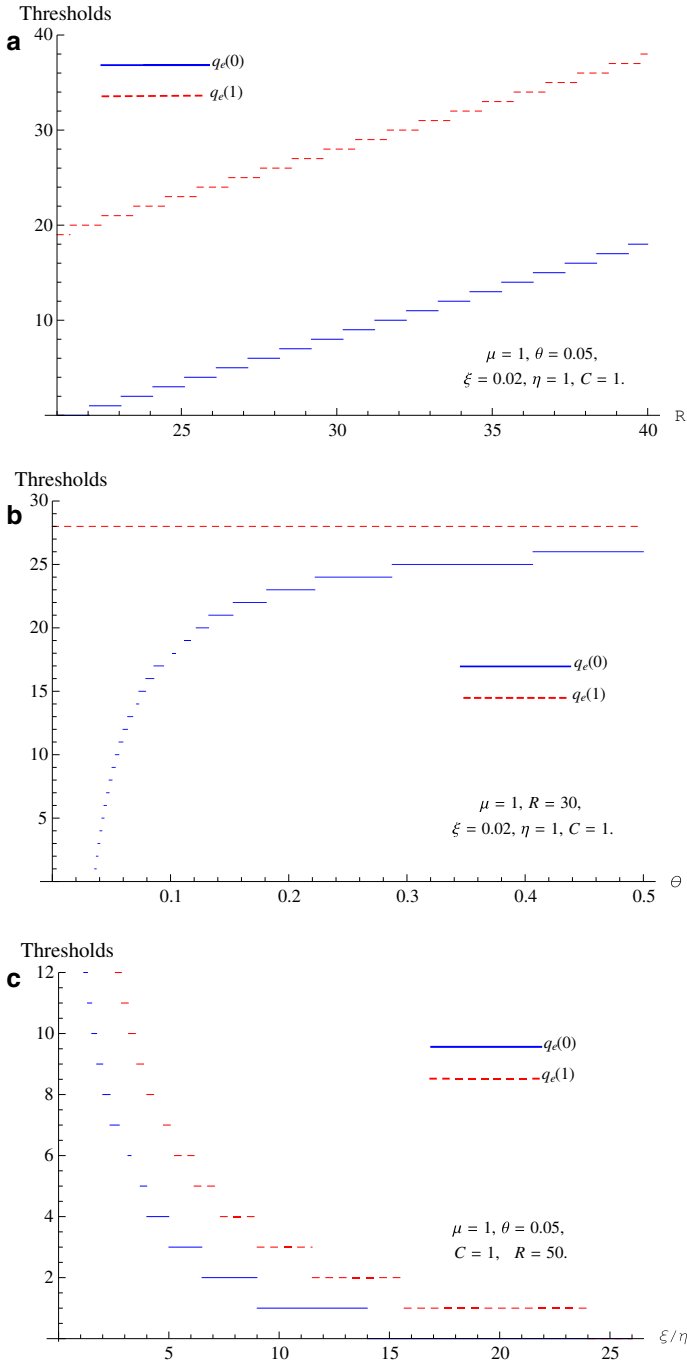 Thresholds
a
40
30
20
10
q_e(0)
q_e(1)
μ = 1, θ = 0.05,
ξ = 0.02, η = 1, C = 1.
25
30
35
40
R
Thresholds
b
30
25
20
15
10
5
q_e(0)
q_e(1)
μ = 1, R = 30,
ξ = 0.02, η = 1, C = 1.
0.1
0.2
0.3
0.4
0.5
θ
Thresholds
c
12
10
8
6
4
2
q_e(0)
q_e(1)
μ = 1, θ = 0.05,
C = 1, R = 50.
5
10
15
20
25
ξ/η